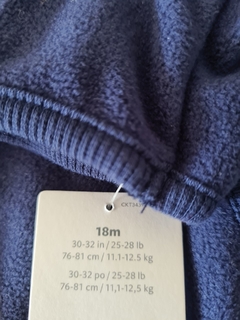 18m
30-32 in / 25-28 lb
76-81 cm / 11.1-12.5 kg
30-32 po / 25-28 lb
76-81 cm / 11,1-12,5 kg